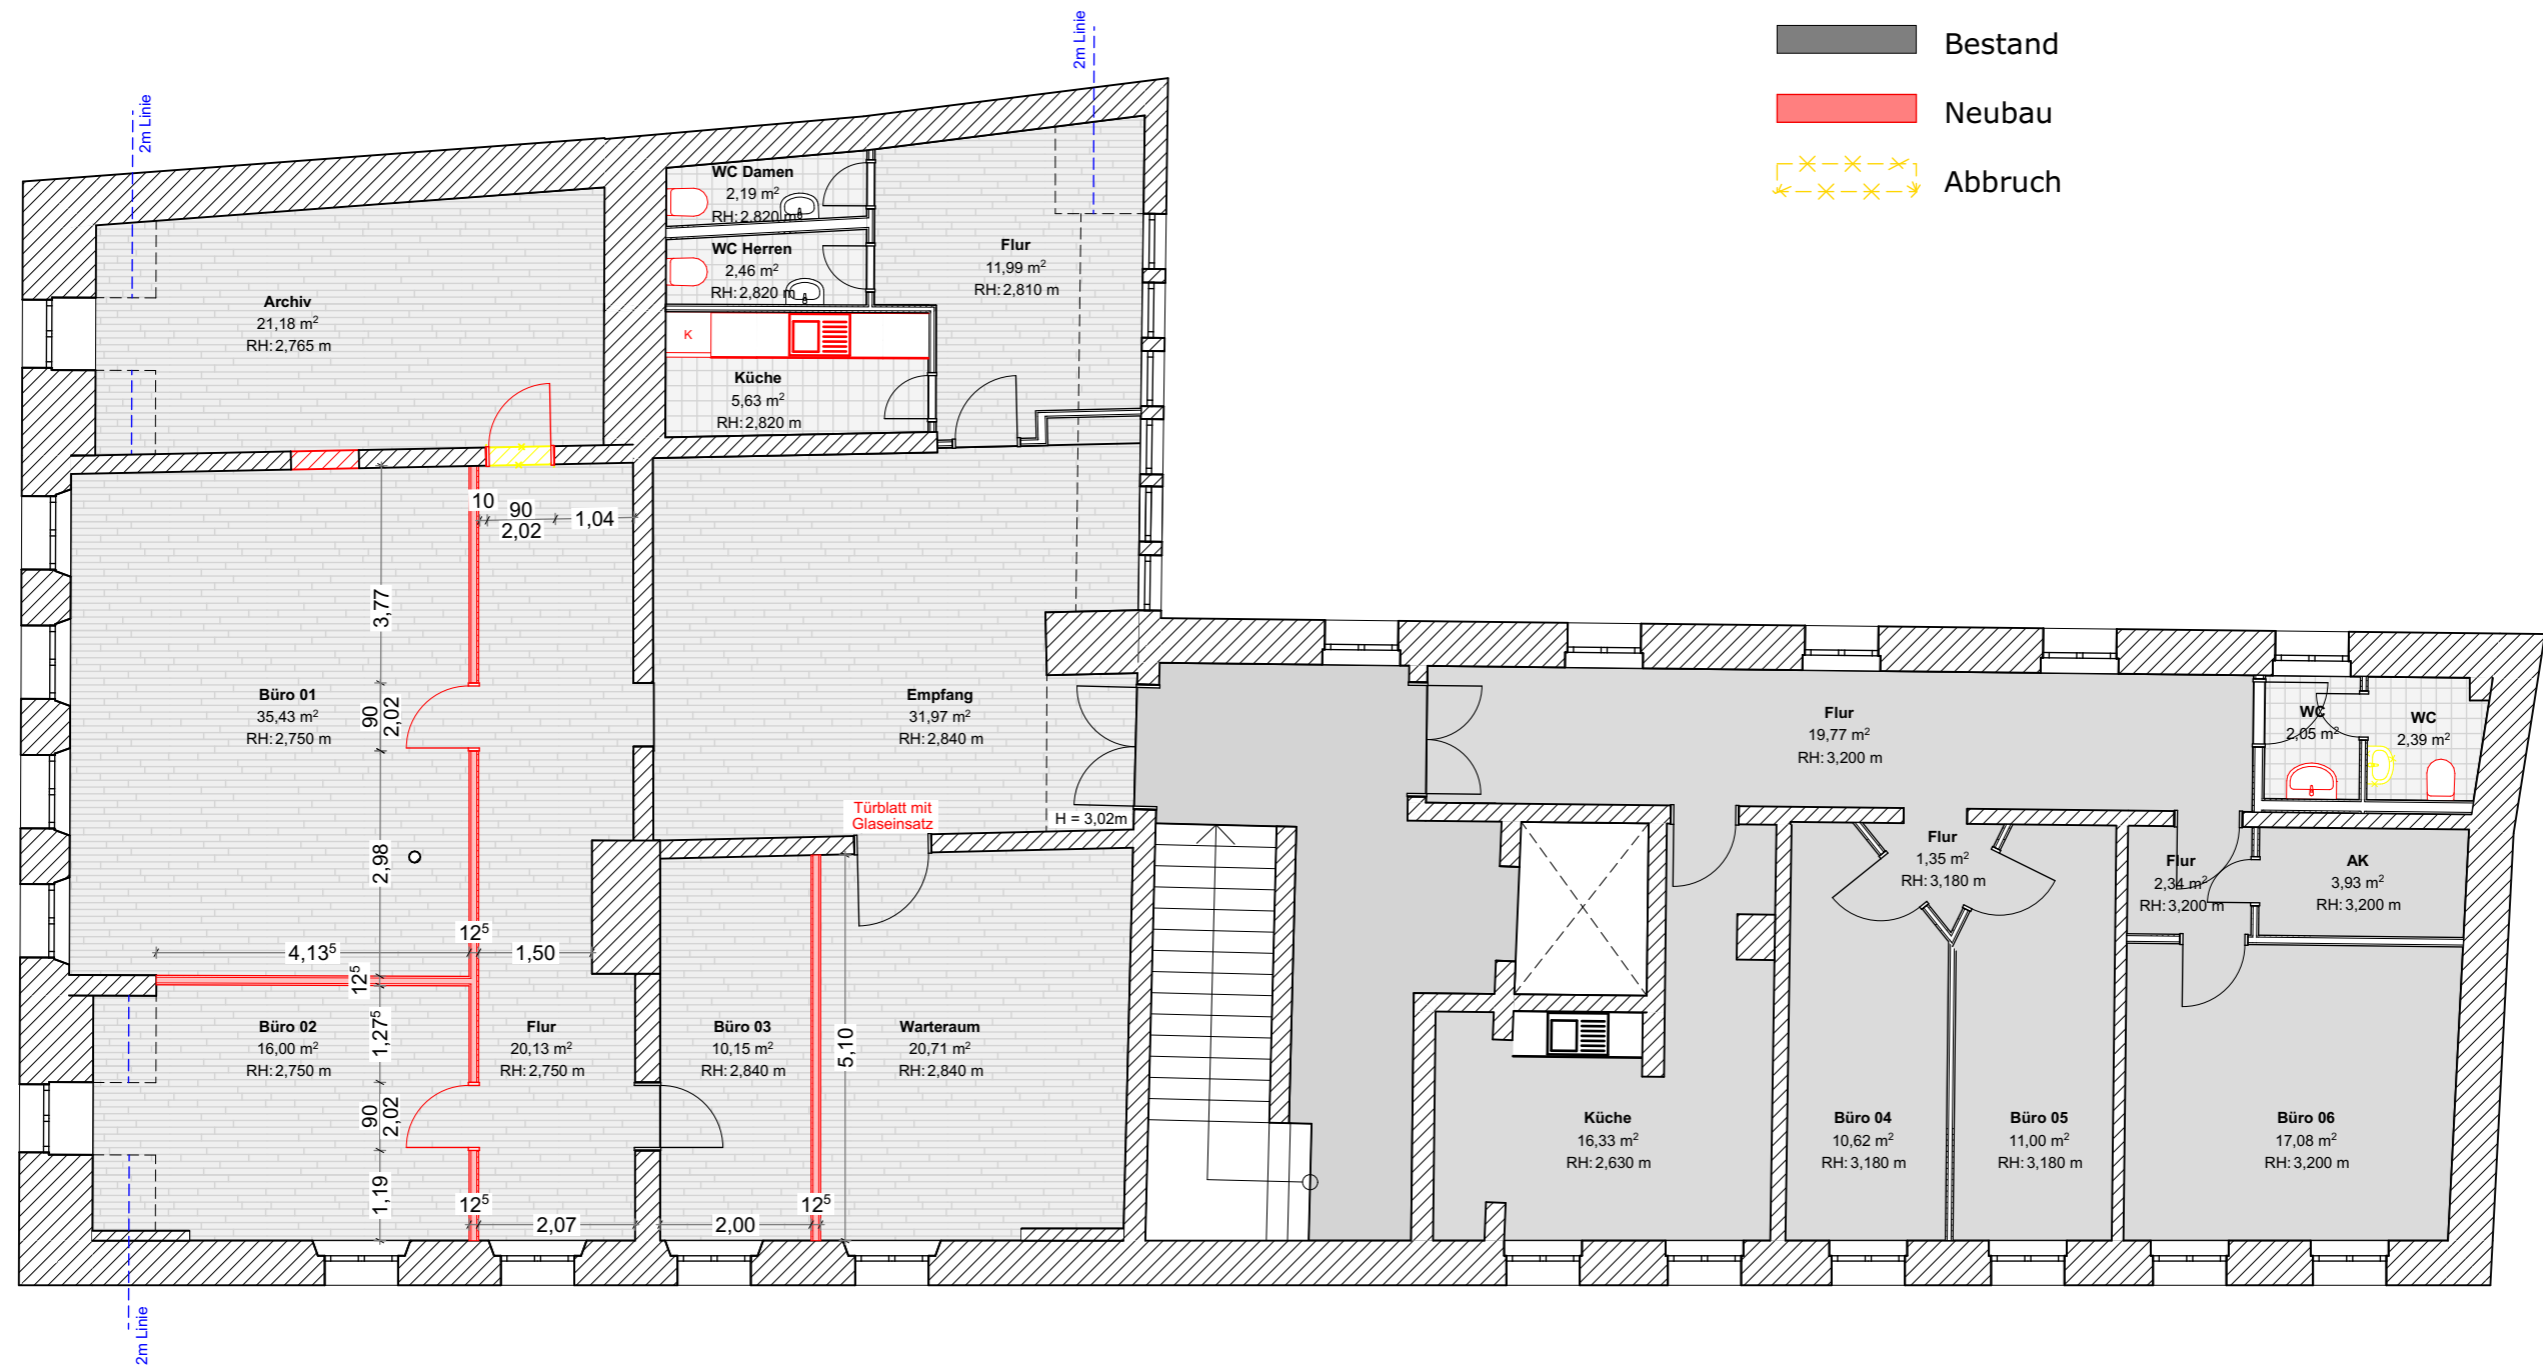 Bestand
Neubau
Abbruch
2m Linie
2m Linie
WC Damen
2,19 m²
RH: 2,820 m
WC Herren
2,46 m²
RH: 2,820 m
Flur
11,99 m²
RH: 2,810 m
Archiv
21,18 m²
RH: 2,765 m
K
Küche
5,63 m²
RH: 2,820 m
10
90
2,02
1,04
3,77
Büro 01
35,43 m²
RH: 2,750 m
90
2,02
Empfang
31,97 m²
RH: 2,840 m
Türblatt mit
Glaseinsatz
H = 3,02m
2,98
4,13⁵
12⁵
1,50
12⁵
Büro 02
16,00 m²
RH: 2,750 m
1,27⁵
Flur
20,13 m²
RH: 2,750 m
Büro 03
10,15 m²
RH: 2,840 m
5,10
Warteraum
20,71 m²
RH: 2,840 m
90
2,02
1,19
12⁵
2,07
2,00
12⁵
2m Linie
Flur
19,77 m²
RH: 3,200 m
WC
2,05 m²
WC
2,39 m²
Flur
1,35 m²
RH: 3,180 m
Flur
2,34 m²
RH: 3,200 m
AK
3,93 m²
RH: 3,200 m
Küche
16,33 m²
RH: 2,630 m
Büro 04
10,62 m²
RH: 3,180 m
Büro 05
11,00 m²
RH: 3,180 m
Büro 06
17,08 m²
RH: 3,200 m